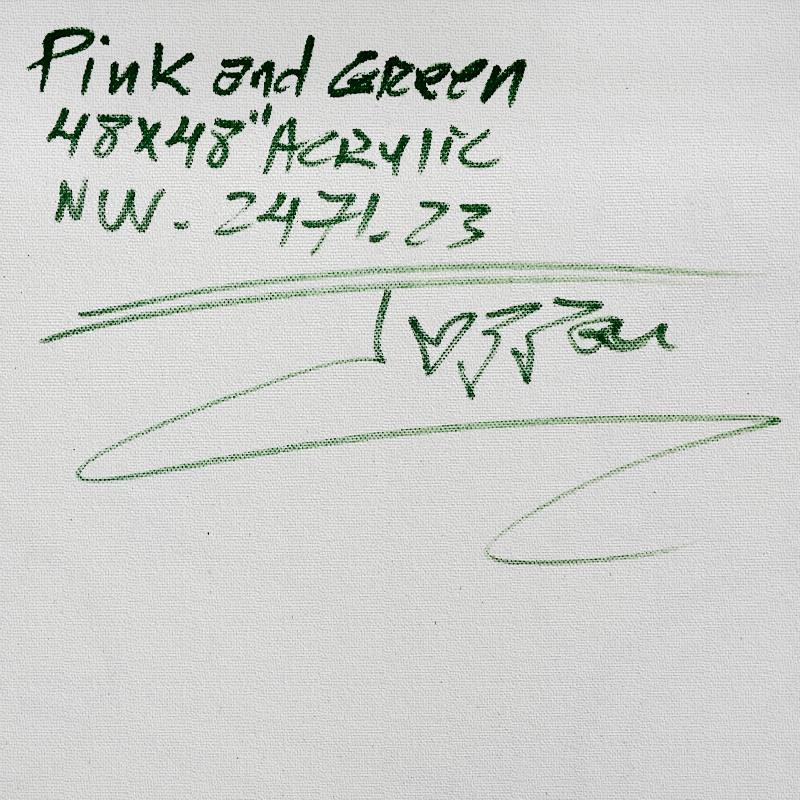 Pink and Green
48X48" Acrylic
NW. 2471.23